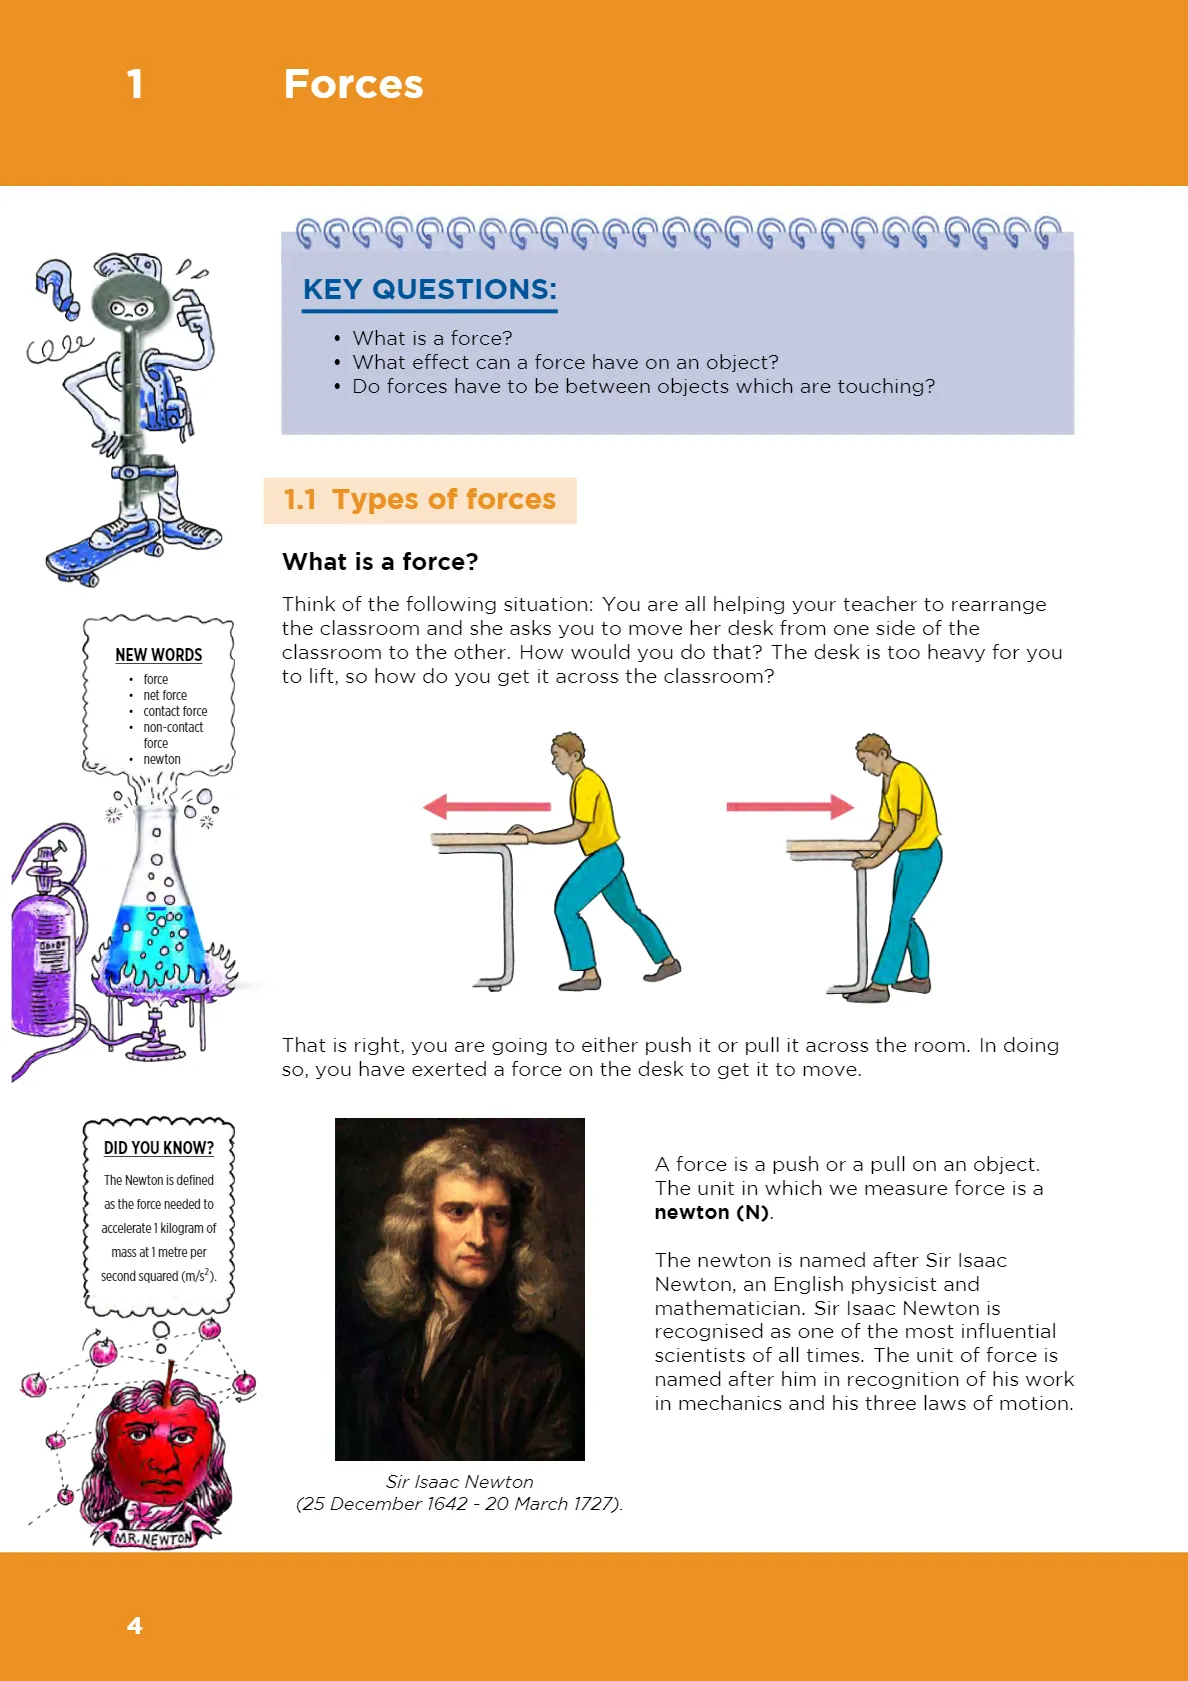 1 Forces
KEY QUESTIONS:
• What is a force?
• What effect can a force have on an object?
• Do forces have to be between objects which are touching?
1.1 Types of forces
What is a force?
Think of the following situation: You are all helping your teacher to rearrange
the classroom and she asks you to move her desk from one side of the
classroom to the other. How would you do that? The desk is too heavy for you
to lift, so how do you get it across the classroom?
NEW WORDS
• force
• net force
• contact force
• non-contact
force
• newton
That is right, you are going to either push it or pull it across the room. In doing
so, you have exerted a force on the desk to get it to move.
DID YOU KNOW?
The Newton is defined
as the force needed to
accelerate 1 kilogram of
mass at 1 metre per
second squared (m/s²).
MR. NEWTON
A force is a push or a pull on an object.
The unit in which we measure force is a
newton (N).
The newton is named after Sir Isaac
Newton, an English physicist and
mathematician. Sir Isaac Newton is
recognised as one of the most influential
scientists of all times. The unit of force is
named after him in recognition of his work
in mechanics and his three laws of motion.
Sir Isaac Newton
(25 December 1642 - 20 March 1727).
4